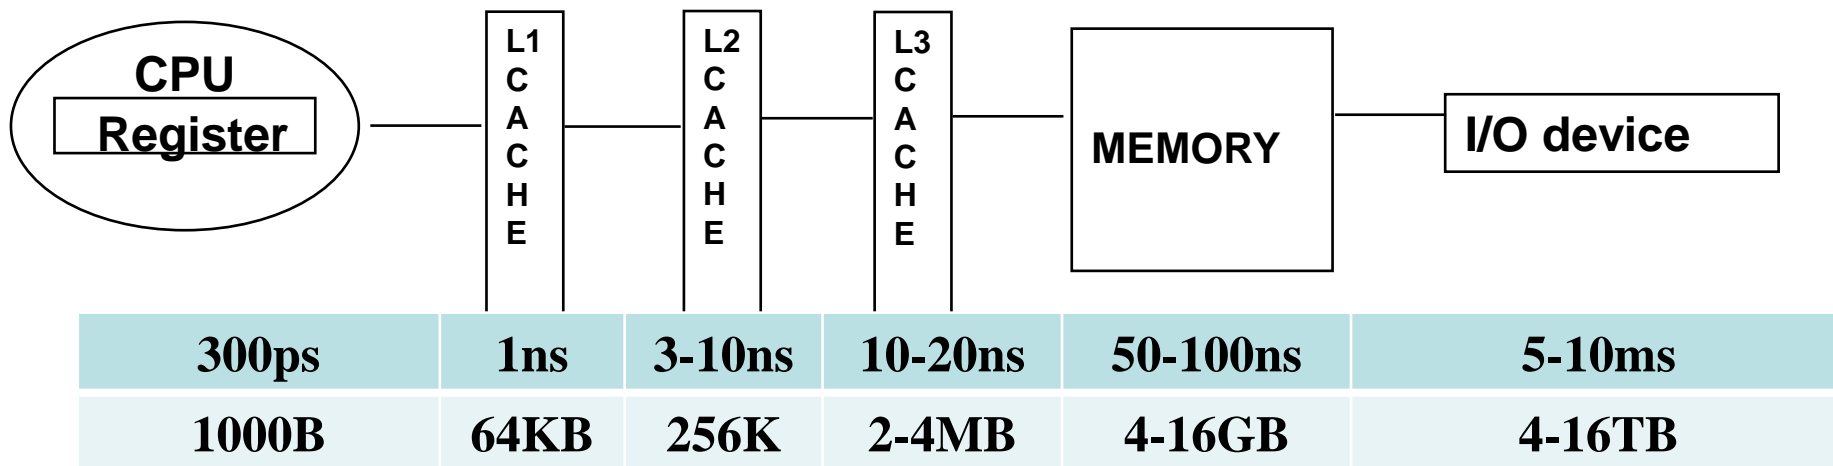 CPU
Register
L1
C
A
C
H
E
L2
C
A
C
H
E
L3
C
A
C
H
E
MEMORY
I/O device
300ps 1ns 3-10ns 10-20ns 50-100ns 5-10ms
1000B 64KB 256K 2-4MB 4-16GB 4-16TB